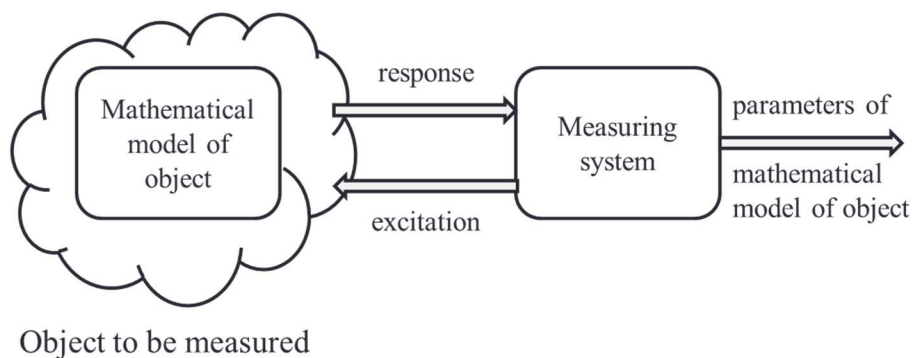 Mathematical
model of
object
response
excitation
Measuring
system
parameters of
mathematical
model of object
Object to be measured